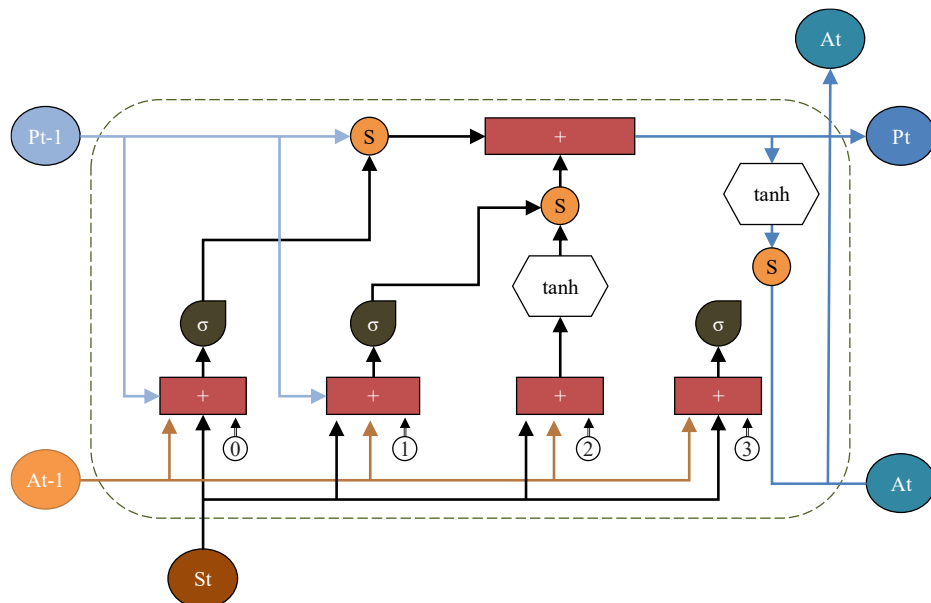 At
Pt-1
S
+
Pt
tanh
S
S
tanh
σ
σ
σ
+
+
+
+
0
1
2
3
At-1
At
St